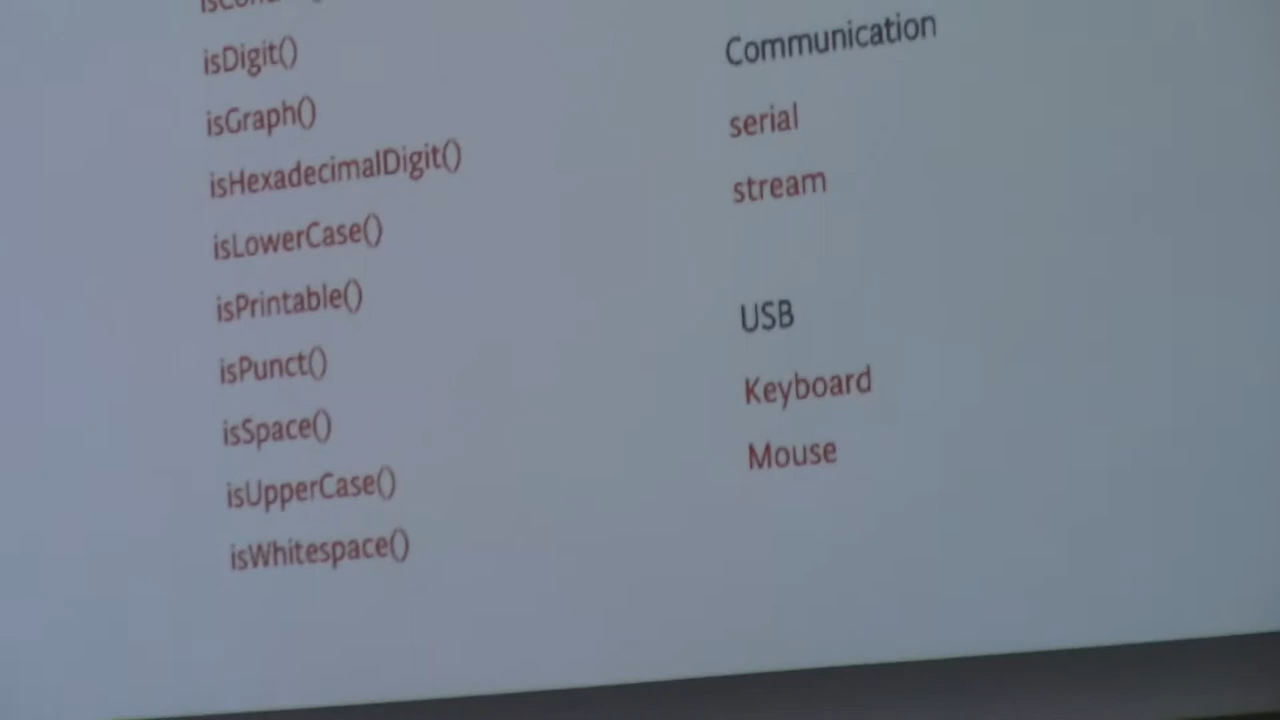 isDigit()
isGraph()
isHexadecimalDigit()
isLowerCase()
isPrintable()
isPunct()
isSpace()
isUpperCase()
isWhitespace()
Communication
serial
stream
USB
Keyboard
Mouse